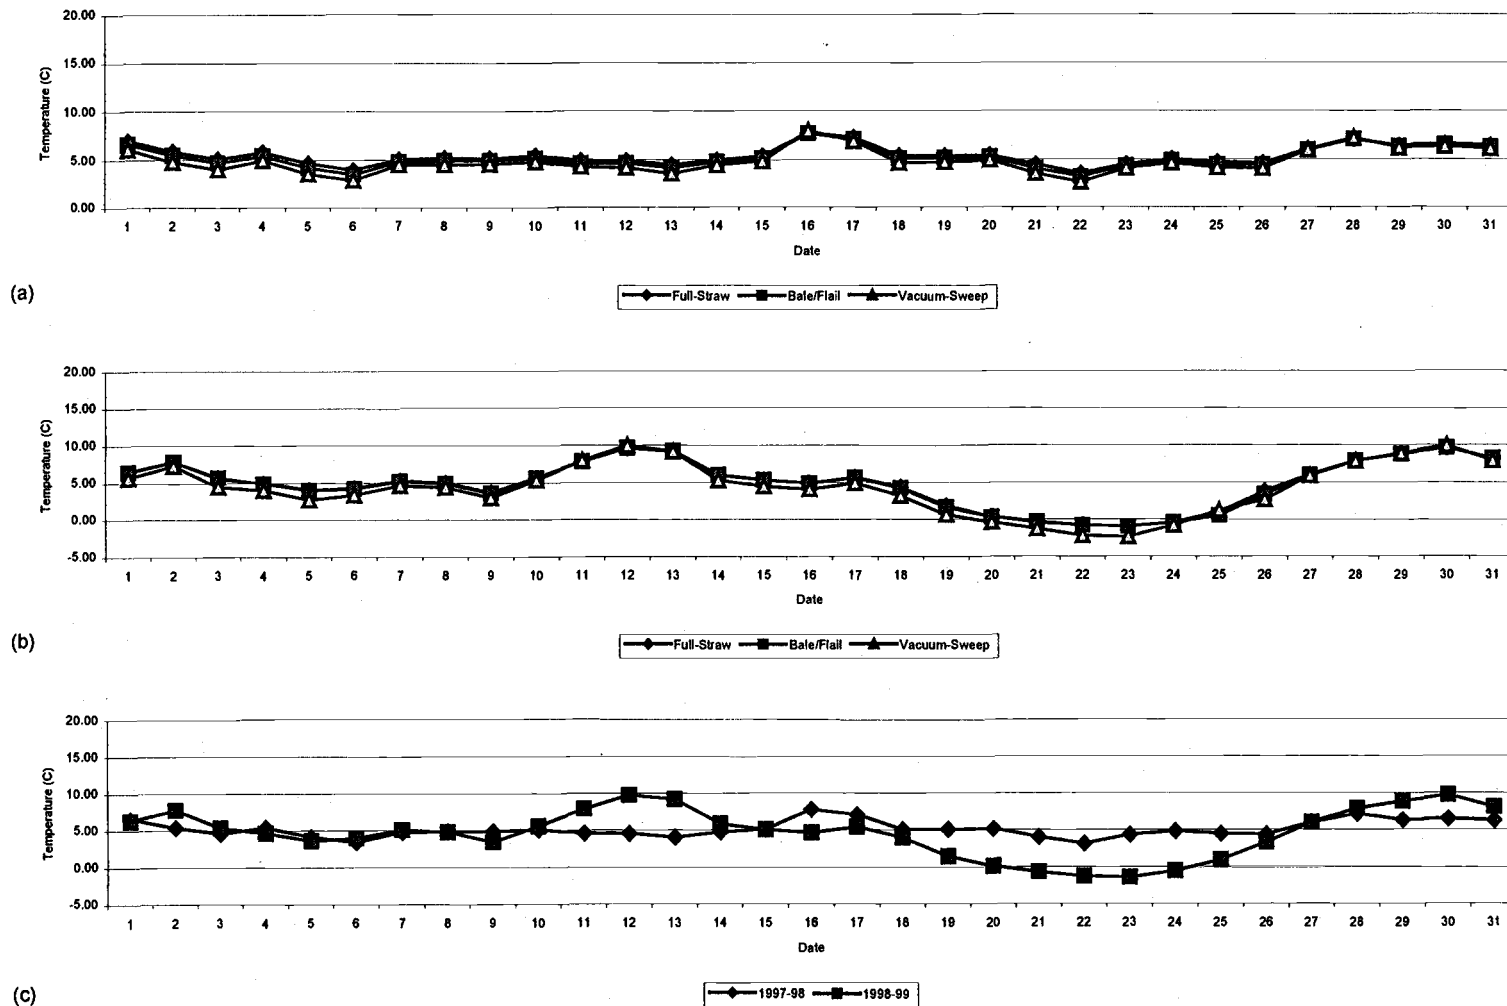 20.00
15.00
10.00
5.00
0.00
Temperature (C)
1 2 3 4 5 6 7 8 9 10 11 12 13 14 15 16 17 18 19 20 21 22 23 24 25 26 27 28 29 30 31
Date
(a)
Full-Straw Bale/Flail Vacuum-Sweep
20.00
15.00
10.00
5.00
0.00
-5.00
Temperature (C)
1 2 3 4 5 6 7 8 9 10 11 12 13 14 15 16 17 18 19 20 21 22 23 24 25 26 27 28 29 30 31
Date
(b)
Full-Straw Bale/Flail Vacuum-Sweep
20.00
15.00
10.00
5.00
0.00
-5.00
Temperature (C)
1 2 3 4 5 6 7 8 9 10 11 12 13 14 15 16 17 18 19 20 21 22 23 24 25 26 27 28 29 30 31
Date
(c)
1997-98 1998-99